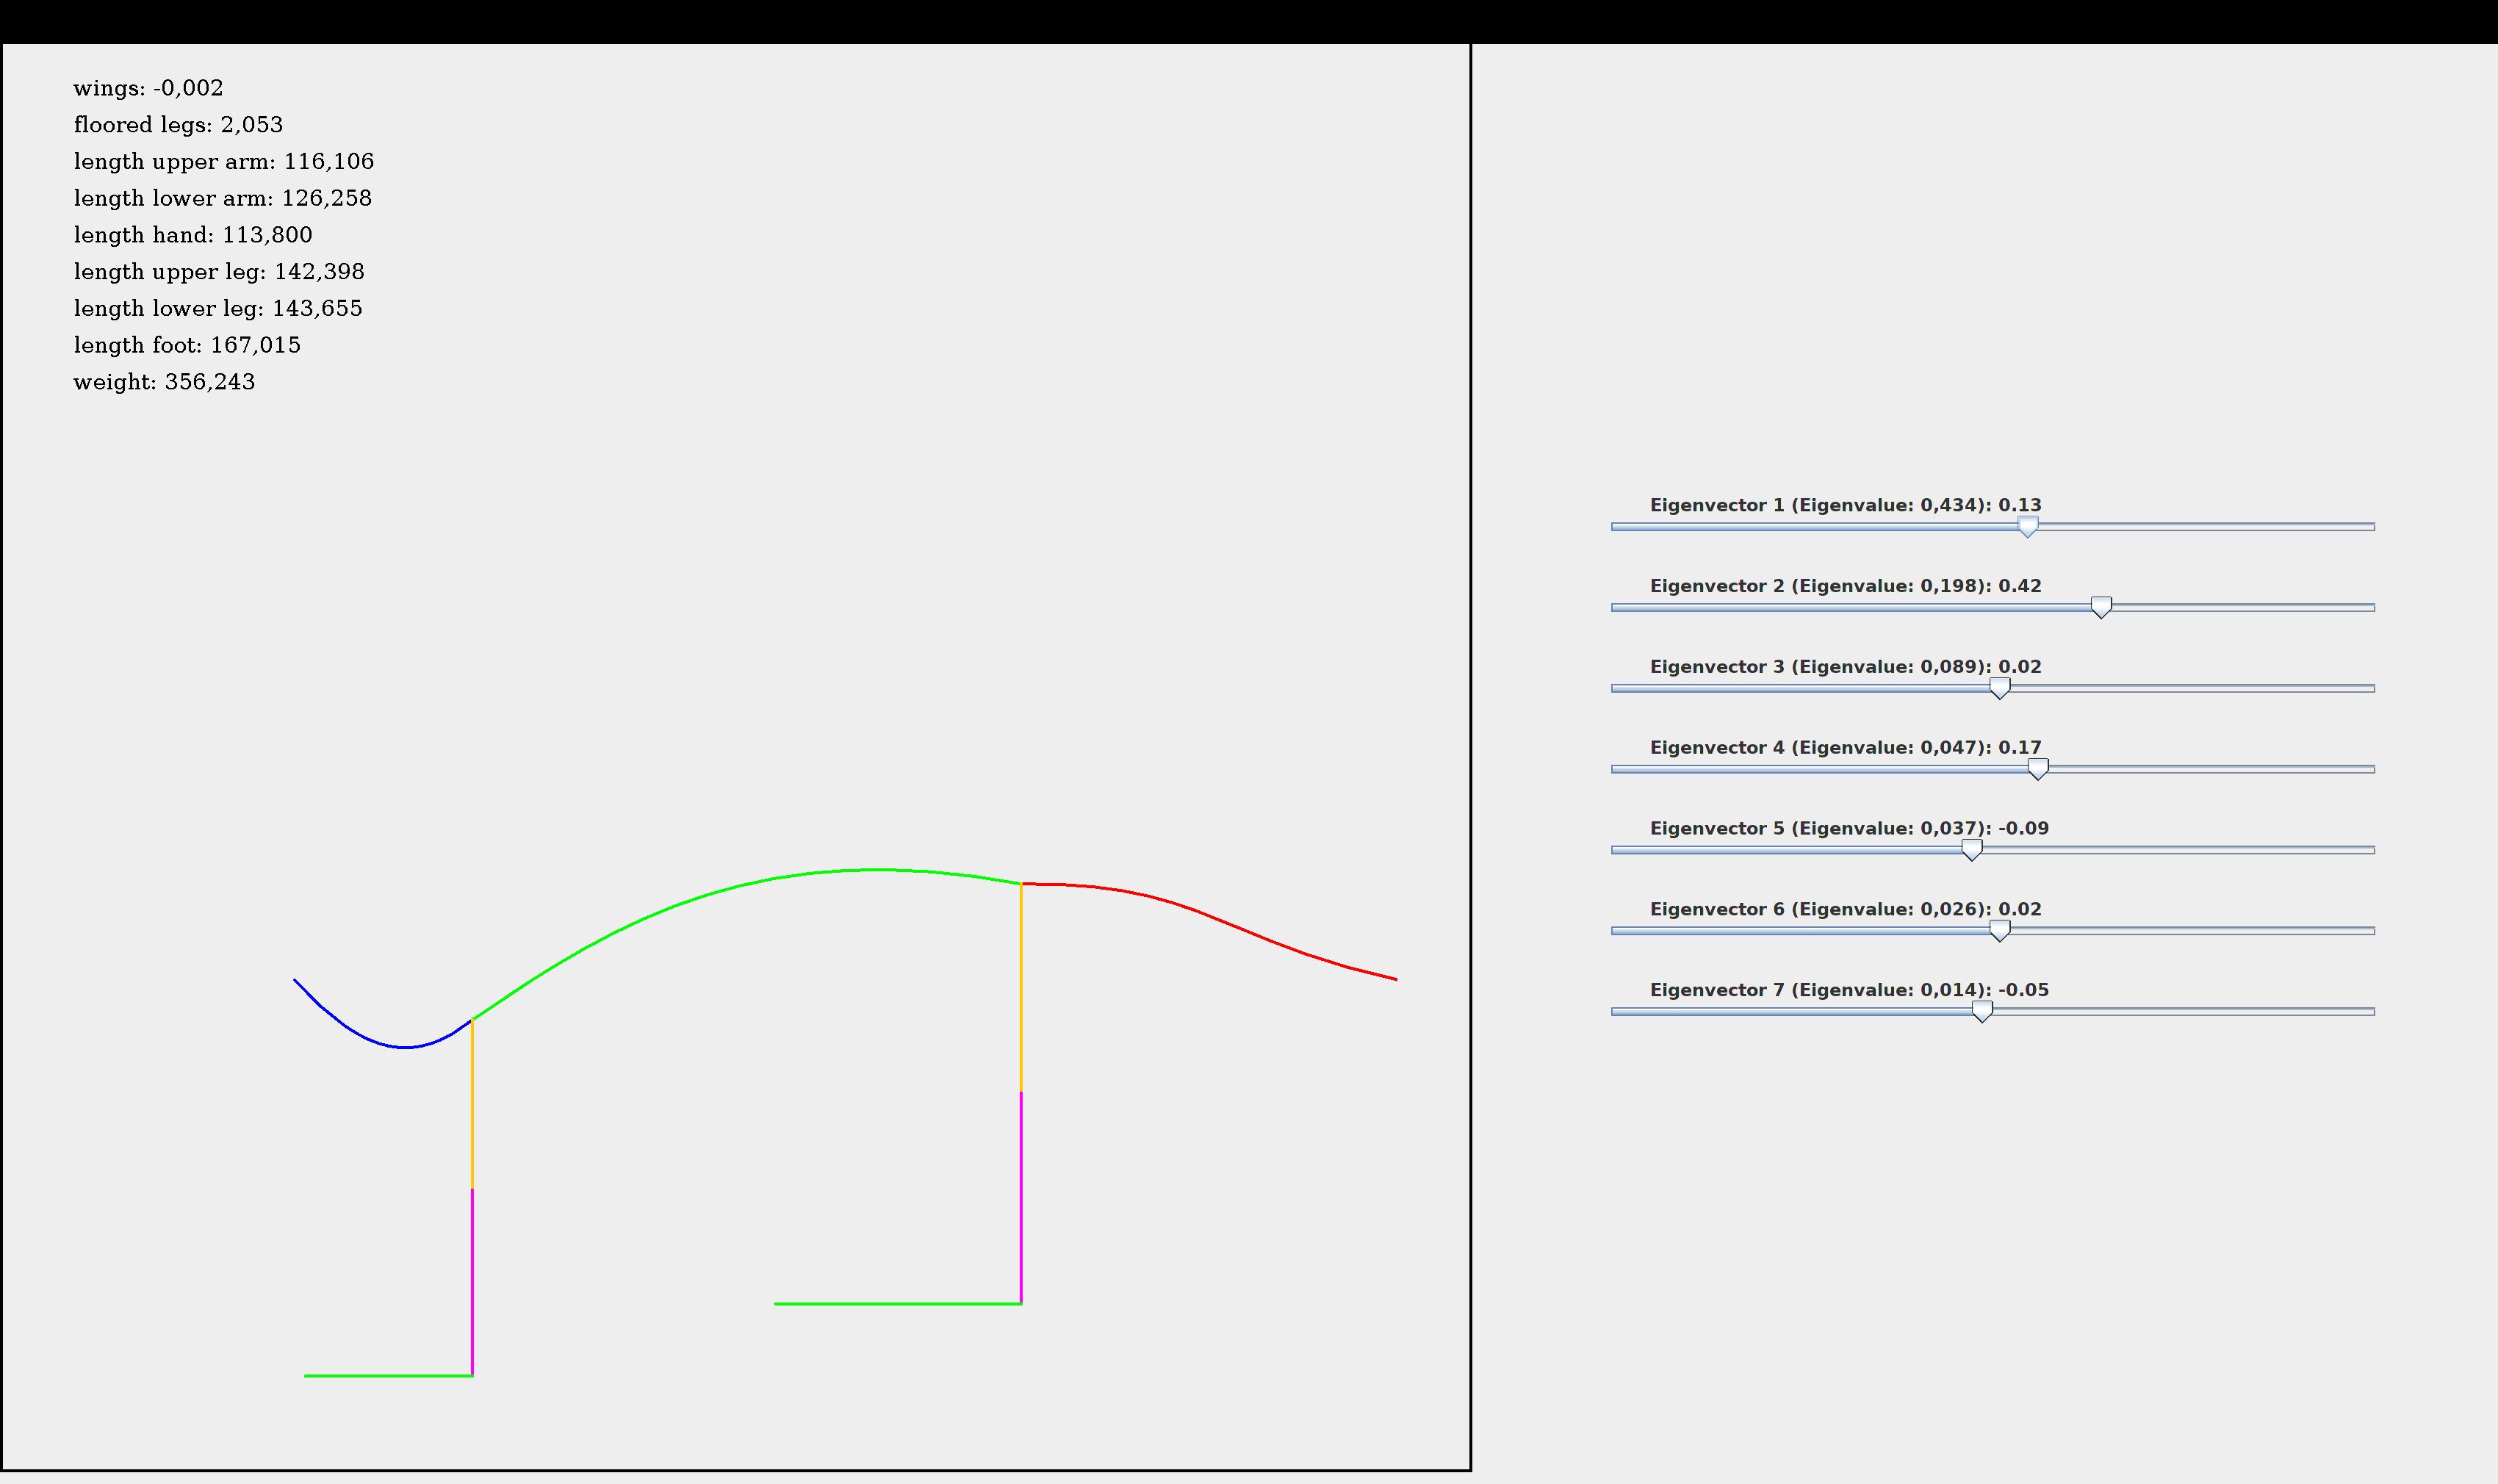 wings: -0,002
floored legs: 2,053
length upper arm: 116,106
length lower arm: 126,258
length hand: 113,800
length upper leg: 142,398
length lower leg: 143,655
length foot: 167,015
weight: 356,243
Eigenvector 1 (Eigenvalue: 0,434): 0.13
Eigenvector 2 (Eigenvalue: 0,198): 0.42
Eigenvector 3 (Eigenvalue: 0,089): 0.02
Eigenvector 4 (Eigenvalue: 0,047): 0.17
Eigenvector 5 (Eigenvalue: 0,037): -0.09
Eigenvector 6 (Eigenvalue: 0,026): 0.02
Eigenvector 7 (Eigenvalue: 0,014): -0.05